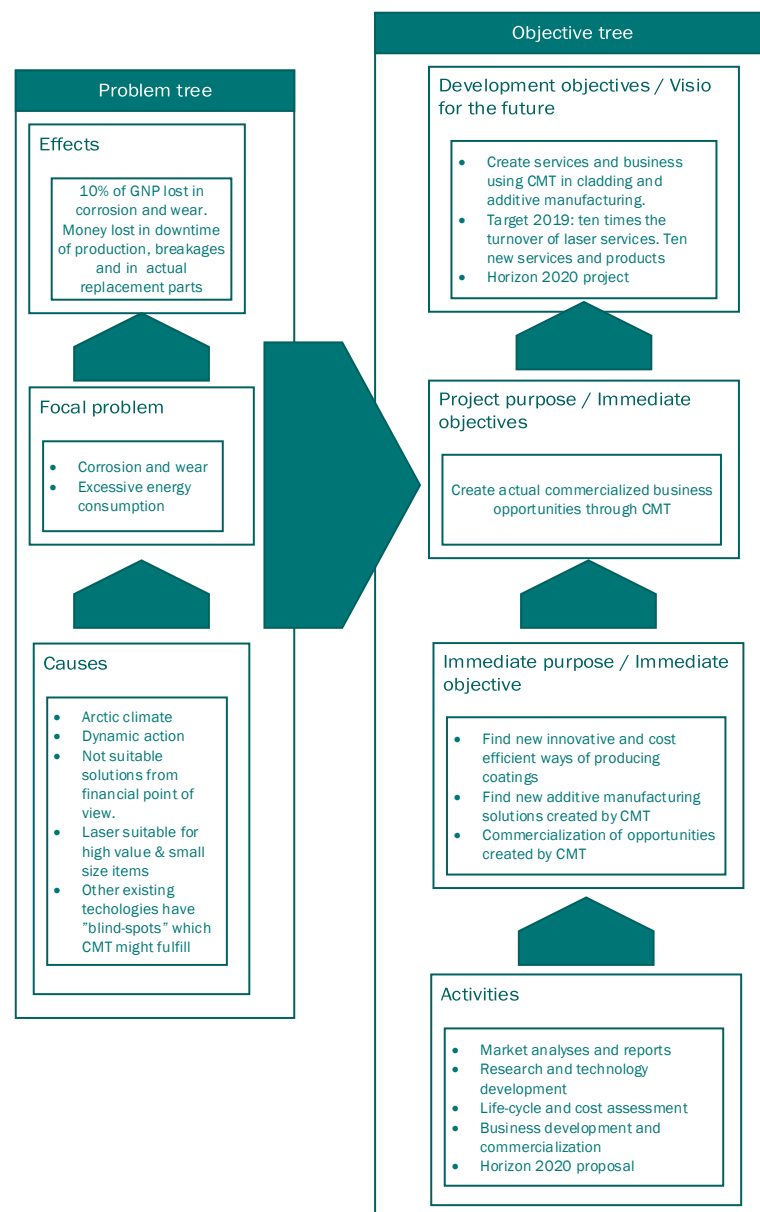 Problem tree
Effects
10% of GNP lost in
corrosion and wear.
Money lost in downtime
of production, breakages
and in actual
replacement parts
Focal problem
• Corrosion and wear
• Excessive energy
consumption
Causes
• Arctic climate
• Dynamic action
• Not suitable
solutions from
financial point of
view.
• Laser suitable for
high value & small
size items
• Other existing
techologies have
”blind-spots” which
CMT might fulfill
Objective tree
Development objectives / Visio
for the future
• Create services and business
using CMT in cladding and
additive manufacturing.
• Target 2019: ten times the
turnover of laser services. Ten
new services and products
• Horizon 2020 project
Project purpose / Immediate
objectives
Create actual commercialized business
opportunities through CMT
Immediate purpose / Immediate
objective
• Find new innovative and cost
efficient ways of producing
coatings
• Find new additive manufacturing
solutions created by CMT
• Commercialization of opportunities
created by CMT
Activities
• Market analyses and reports
• Research and technology
development
• Life-cycle and cost assessment
• Business development and
commercialization
• Horizon 2020 proposal